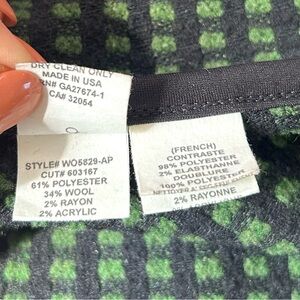 DRY CLEAN ONLY
MADE IN USA
RN# GA27674-1
CA# 32054
0
STYLE# WO5829-AP
CUT# 603167
61% POLYESTER
34% WOOL
2% RAYON
2% ACRYLIC
(FRENCH)
CONTRASTE
98% POLYESTER
2% ELASTHANNE
DOUBLURE
100% POLYESTER
2% RAYONNE